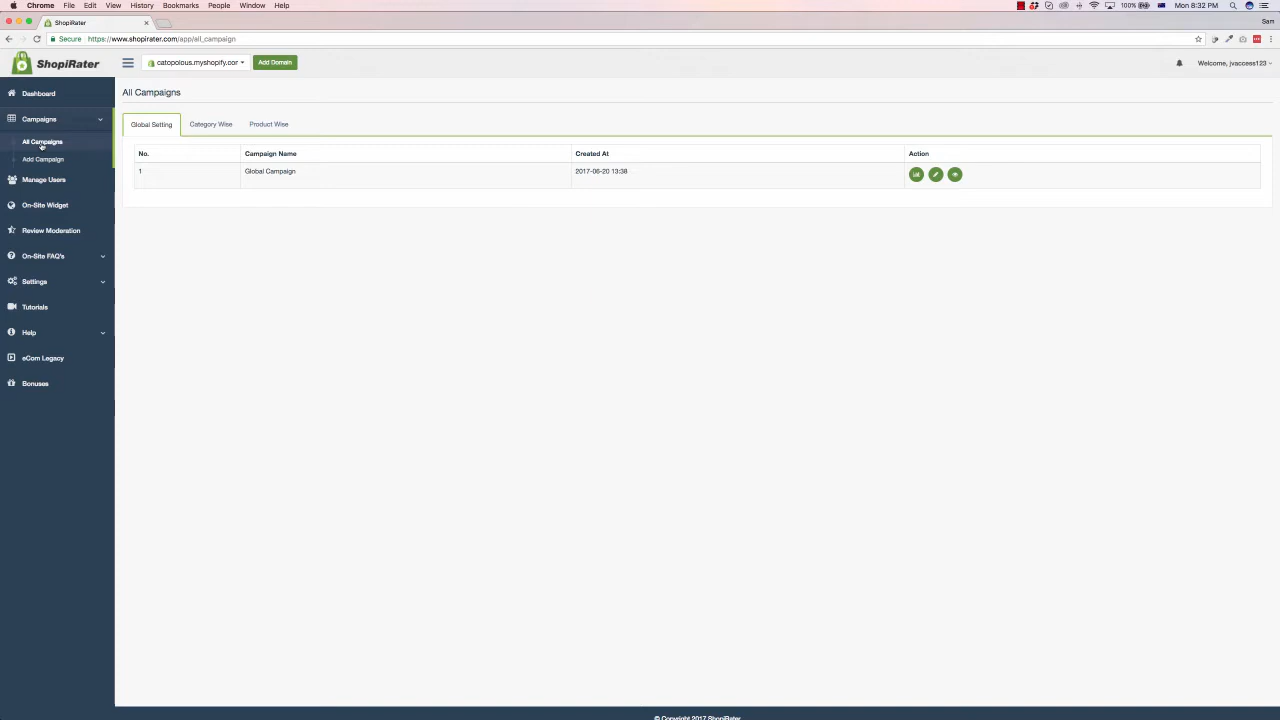 Chrome File Edit View History Bookmarks People Window Help 100% Mon 8:32 PM
ShopiRater Sam
Secure https://www.shopirater.com/app/all_campaign
ShopiRater catopolous.myshopify.cor Add Domain Welcome, jvaccess123
Dashboard
Campaigns
All Campaigns
Add Campaign
Manage Users
On-Site Widget
Review Moderation
On-Site FAQ's
Settings
Tutorials
Help
eCom Legacy
Bonuses
All Campaigns
Global Setting Category Wise Product Wise
No. Campaign Name Created At Action
1 Global Campaign 2017-06-20 13:38
© Copyright 2017 ShopiRater